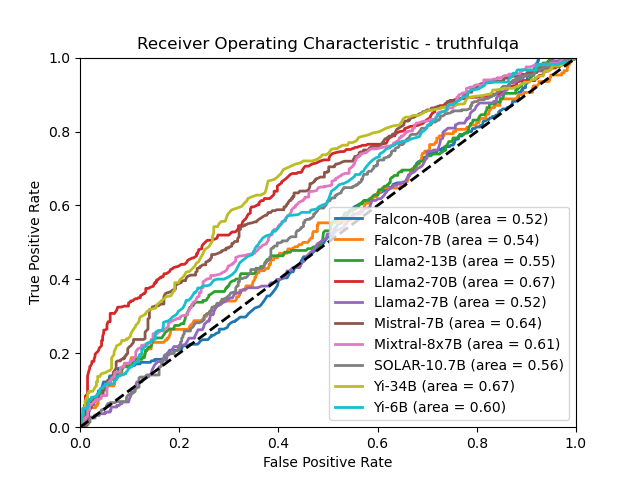 Receiver Operating Characteristic - truthfulqa
True Positive Rate
1.0
0.8
0.6
0.4
0.2
0.0
Falcon-40B (area = 0.52)
Falcon-7B (area = 0.54)
Llama2-13B (area = 0.55)
Llama2-70B (area = 0.67)
Llama2-7B (area = 0.52)
Mistral-7B (area = 0.64)
Mixtral-8x7B (area = 0.61)
SOLAR-10.7B (area = 0.56)
Yi-34B (area = 0.67)
Yi-6B (area = 0.60)
0.0 0.2 0.4 0.6 0.8 1.0
False Positive Rate